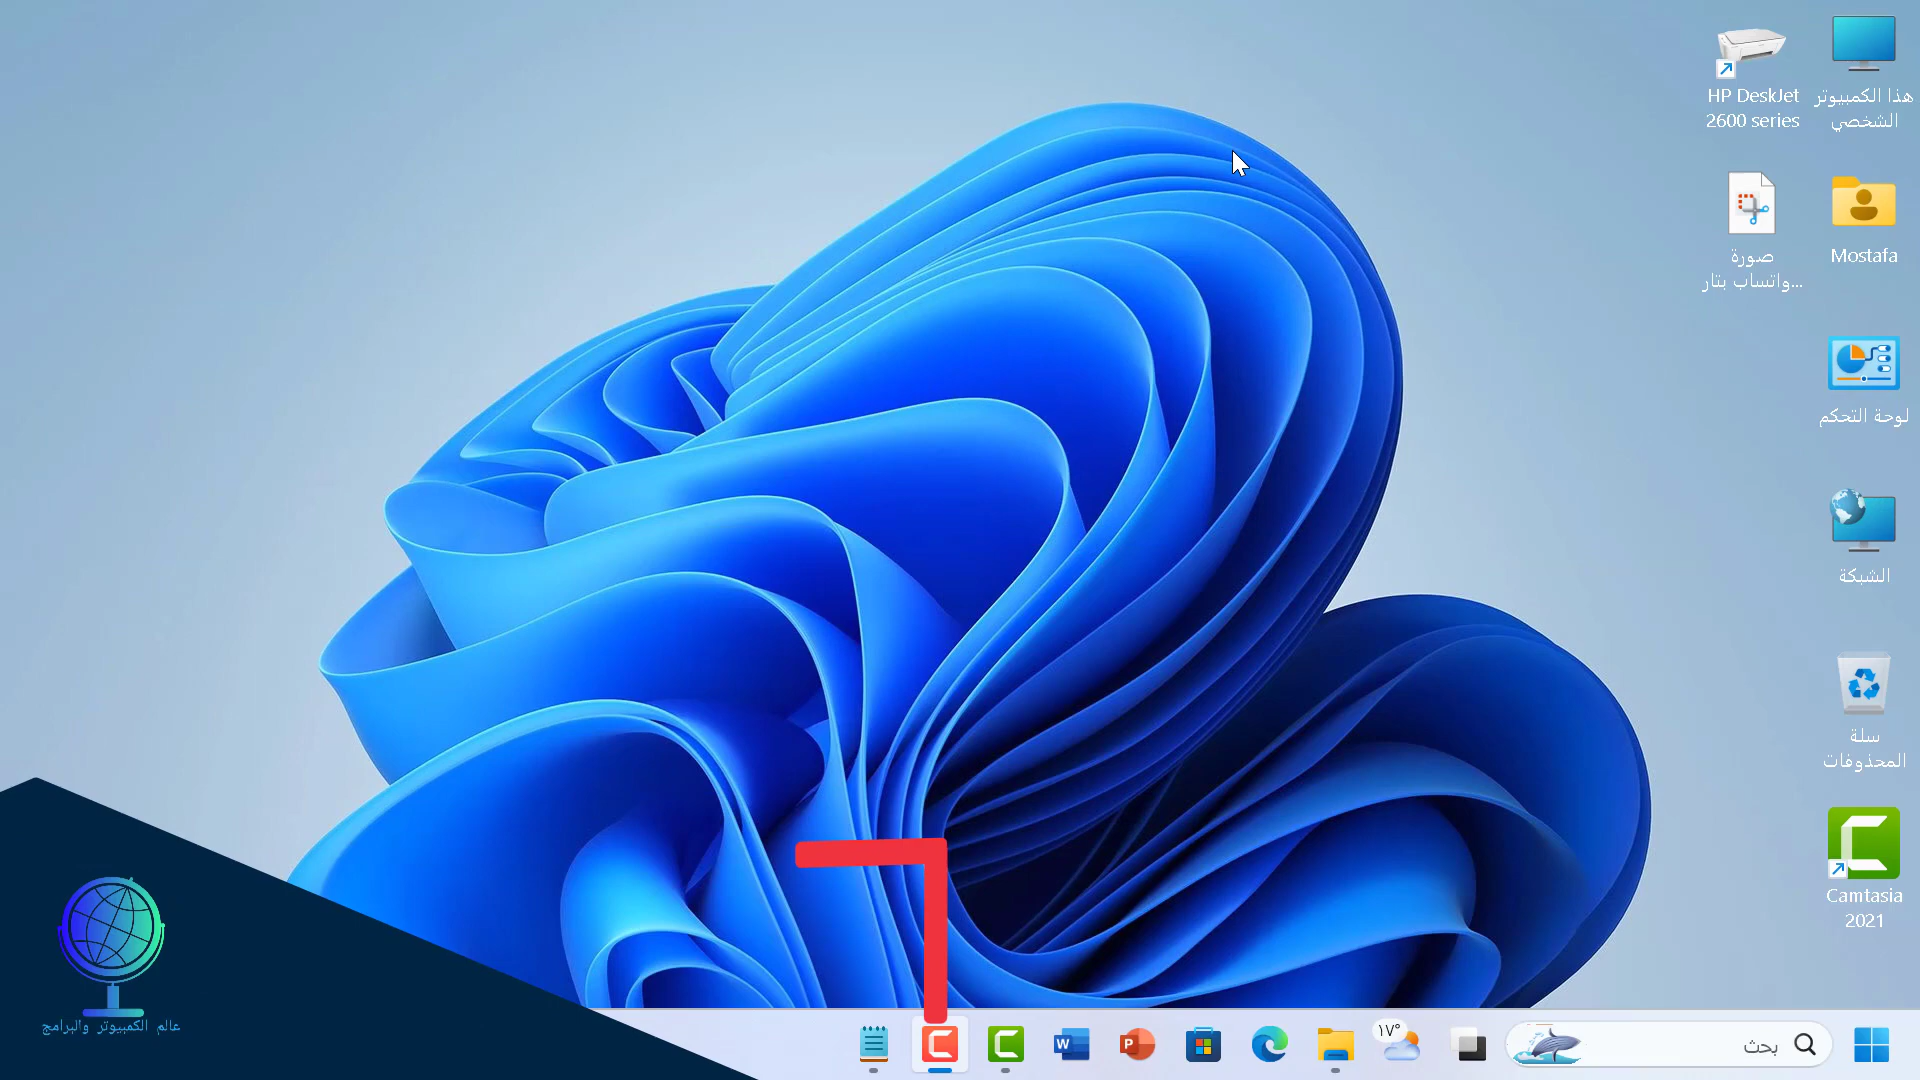 هذا الكمبيوتر
الشخصي
HP DeskJet
2600 series
Mostafa
صورة
واتساب بتار...
لوحة التحكم
الشبكة
سلة
المحذوفات
Camtasia
2021
عالم الكمبيوتر والبرامج
بحث
١٧°
P
W